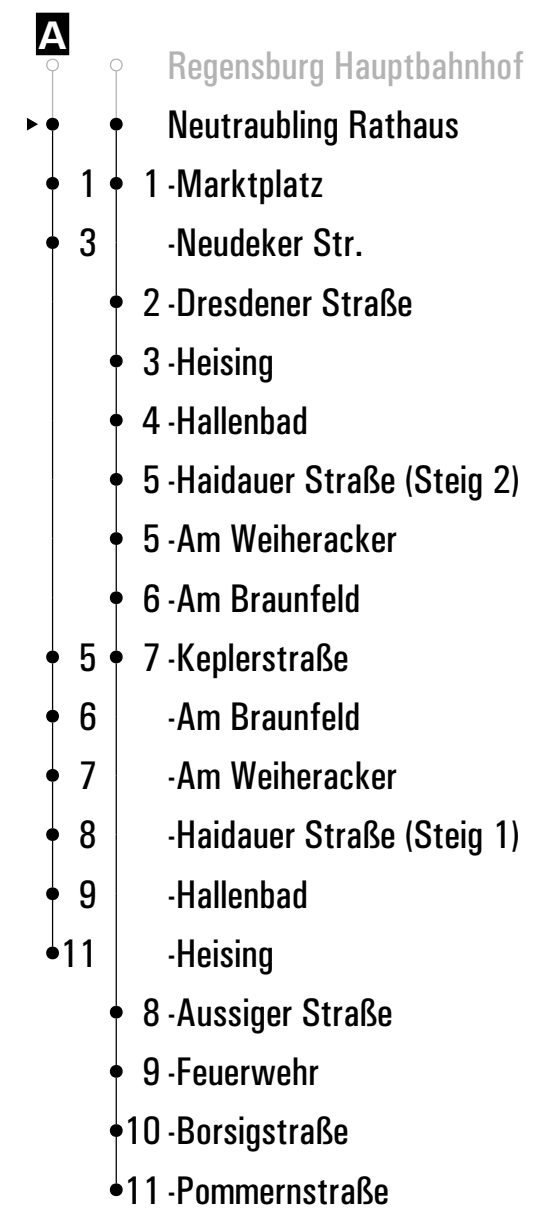 A
Regensburg Hauptbahnhof
Neutraubling Rathaus
1 1 -Marktplatz
3 -Neudeker Str.
2 -Dresdener Straße
3 -Heising
4 -Hallenbad
5 -Haidauer Straße (Steig 2)
5 -Am Weiheracker
6 -Am Braunfeld
5 7 -Keplerstraße
6 -Am Braunfeld
7 -Am Weiheracker
8 -Haidauer Straße (Steig 1)
9 -Hallenbad
11 -Heising
8 -Aussiger Straße
9 -Feuerwehr
10 -Borsigstraße
11 -Pommernstraße